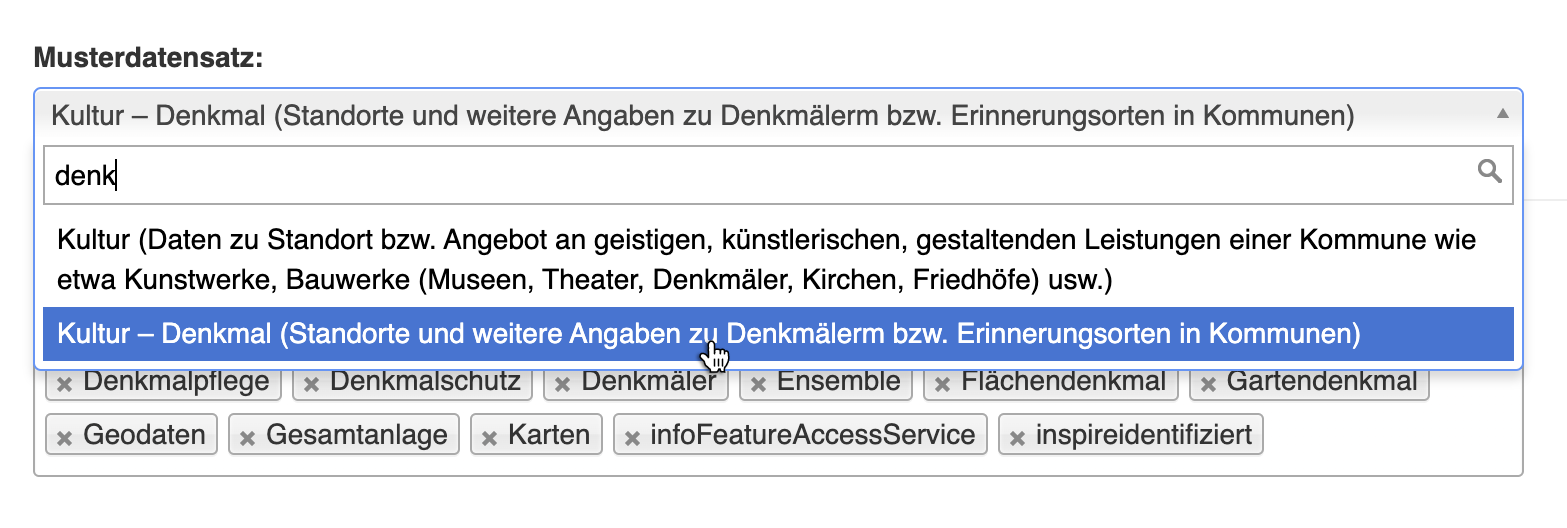 Musterdatensatz:
Kultur – Denkmal (Standorte und weitere Angaben zu Denkmälerm bzw. Erinnerungsorten in Kommunen)
denk
Kultur (Daten zu Standort bzw. Angebot an geistigen, künstlerischen, gestaltenden Leistungen einer Kommune wie
etwa Kunstwerke, Bauwerke (Museen, Theater, Denkmäler, Kirchen, Friedhöfe) usw.)
Kultur – Denkmal (Standorte und weitere Angaben zu Denkmälerm bzw. Erinnerungsorten in Kommunen)
Denkmalpflege Denkmalschutz Denkmäler Ensemble Flächendenkmal Gartendenkmal
Geodaten Gesamtanlage Karten infoFeatureAccessService inspireidentifiziert